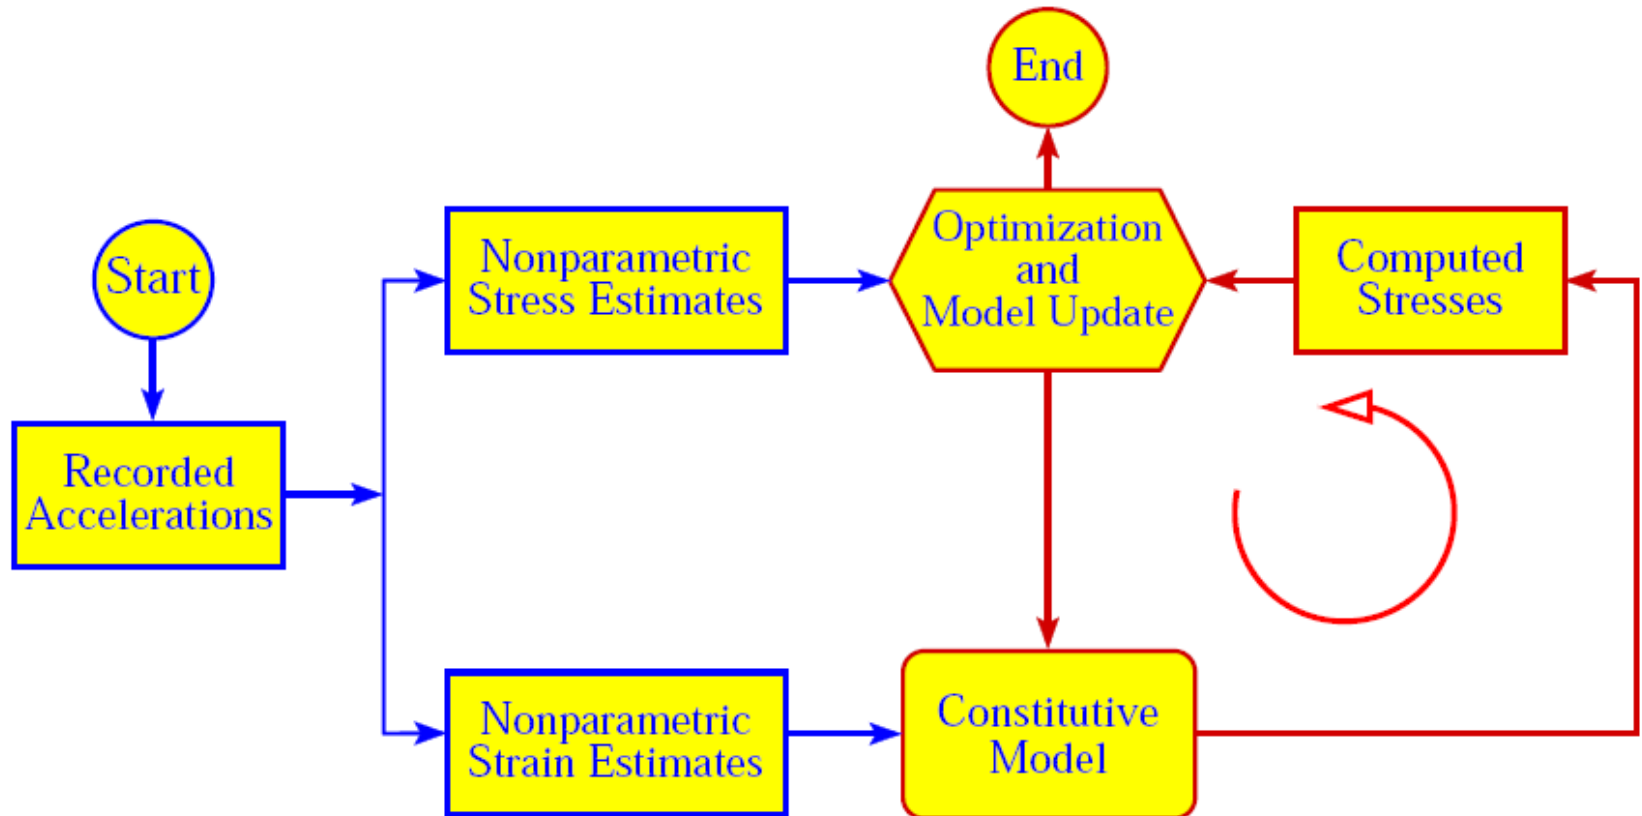 End
Start
Nonparametric
Stress Estimates
Optimization
and
Model Update
Computed
Stresses
Recorded
Accelerations
Nonparametric
Strain Estimates
Constitutive
Model